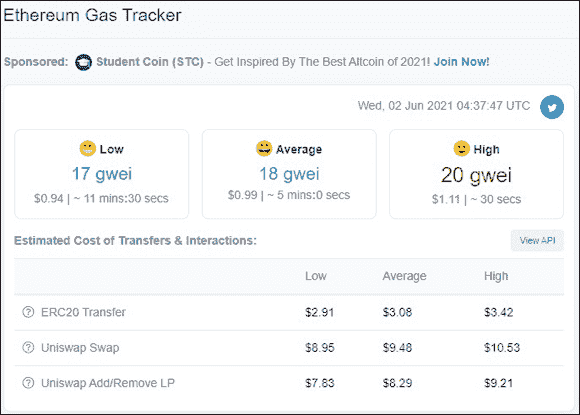 Ethereum Gas Tracker
Sponsored: Student Coin (STC) - Get Inspired By The Best Altcoin of 2021! Join Now!
Wed, 02 Jun 2021 04:37:47 UTC
Low
17 gwei
$0.94 | ~ 11 mins:30 secs
Average
18 gwei
$0.99 | ~ 5 mins:0 secs
High
20 gwei
$1.11 | ~ 30 secs
Estimated Cost of Transfers & Interactions: View API
Low Average High
ERC20 Transfer $2.91 $3.08 $3.42
Uniswap Swap $8.95 $9.48 $10.53
Uniswap Add/Remove LP $7.83 $8.29 $9.21